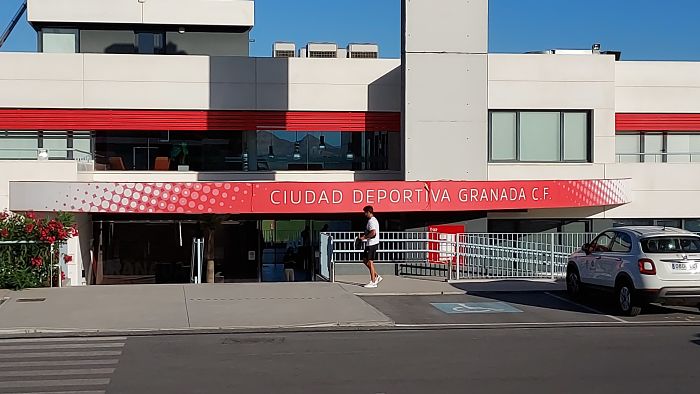 CIUDAD DEPORTIVA GRANADA C.F.